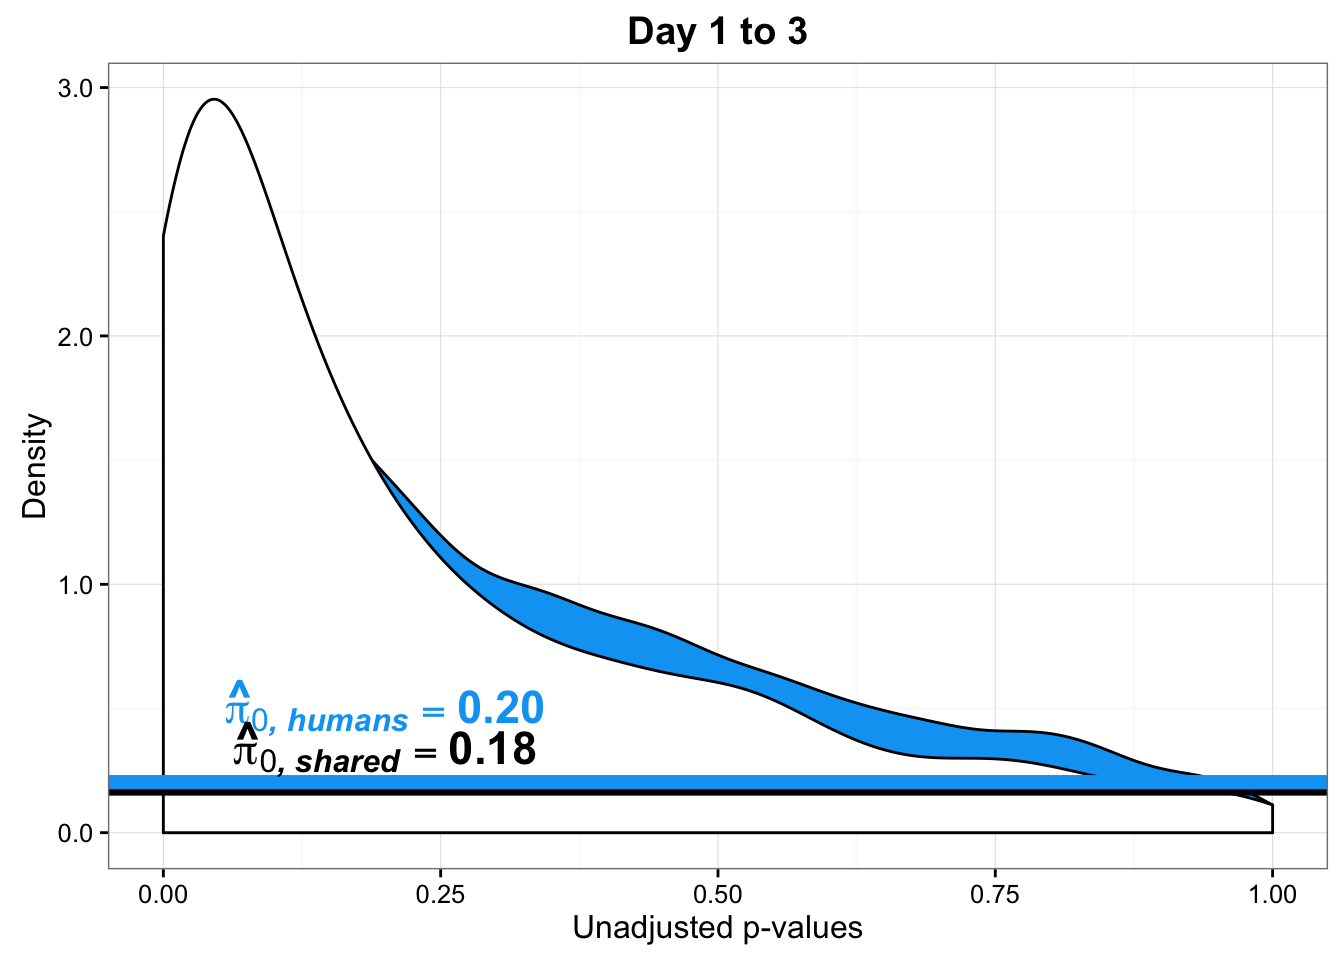 Day 1 to 3
3.0
2.0
1.0
0.0
Density
π̂0, humans = 0.20
π̂0, shared = 0.18
0.00 0.25 0.50 0.75 1.00
Unadjusted p-values